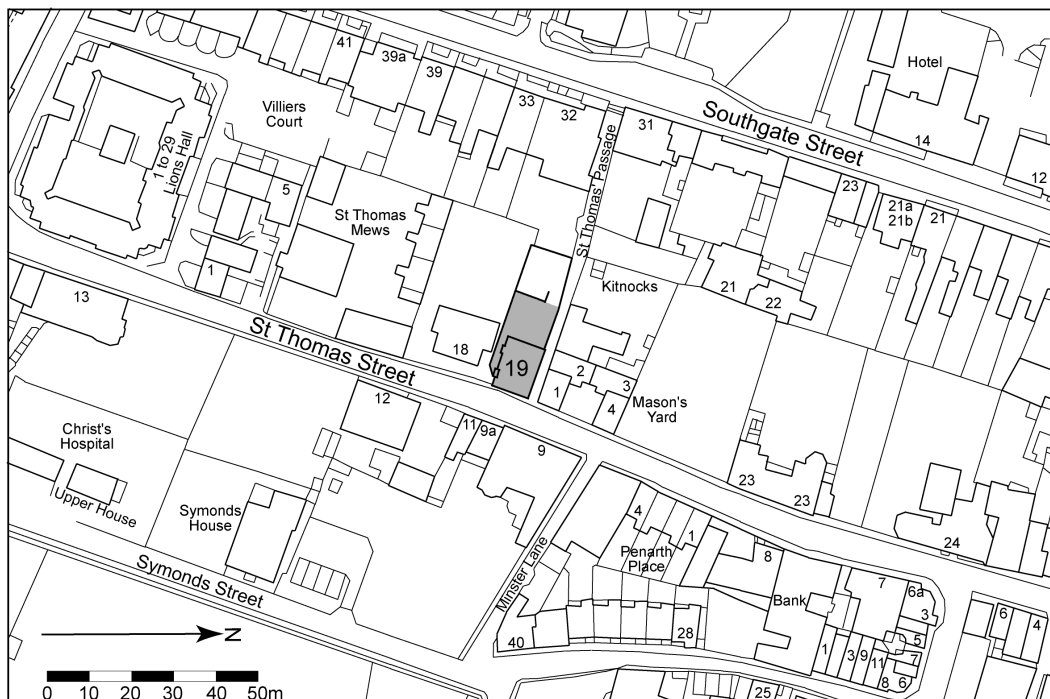 41
39a
39
33
32
31
Southgate Street
Hotel
14
12
Villiers
Court
1 to 29
Lions Hall
5
1
St Thomas
Mews
St Thomas' Passage
23
21a
21b
21
Kitnocks
21
22
13
St Thomas Street
18
19
1
2
3
4
Mason's
Yard
12
11
9a
9
23
23
24
Christ's
Hospital
Upper House
Symonds
House
Symonds Street
Minster Lane
4
1
Penarth
Place
8
Bank
7
6a
3
5
7
6
8
11
9
3
1
40
28
25
6
4
N
0 10 20 30 40 50m